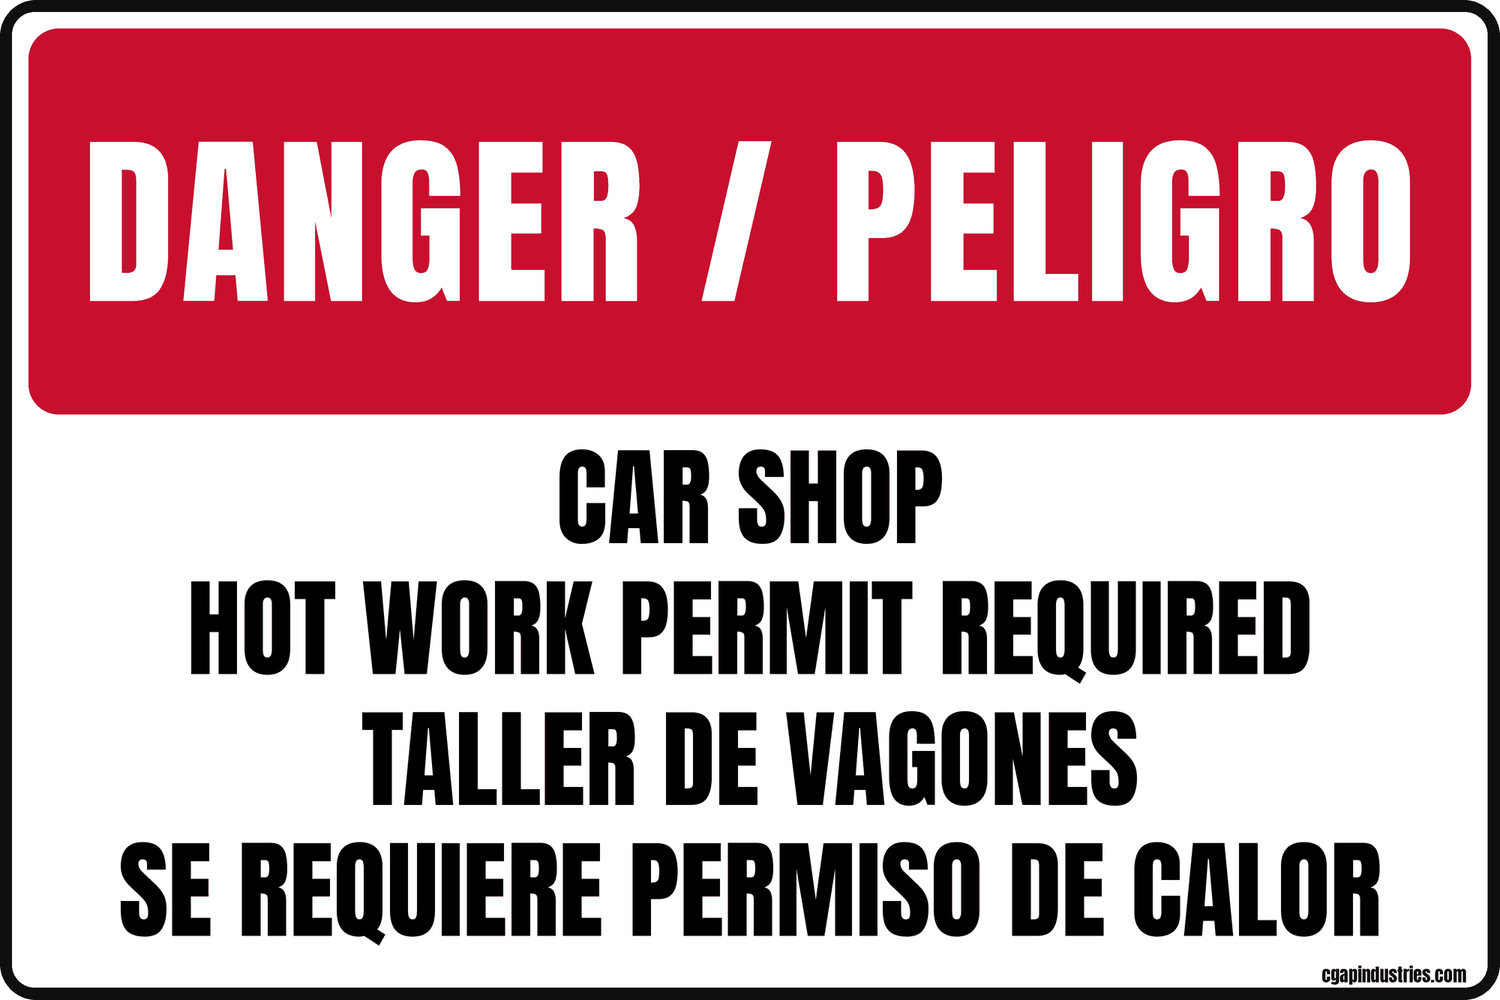 DANGER / PELIGRO
CAR SHOP
HOT WORK PERMIT REQUIRED
TALLER DE VAGONES
SE REQUIERE PERMISO DE CALOR
cgapindustries.com